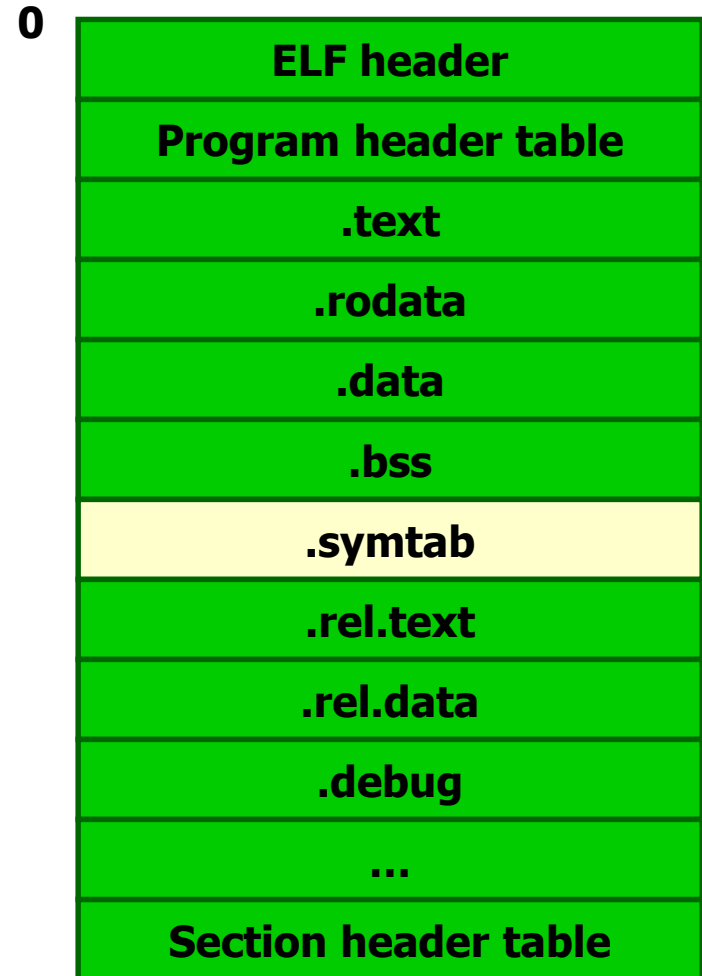 0
ELF header
Program header table
.text
.rodata
.data
.bss
.symtab
.rel.text
.rel.data
.debug
...
Section header table